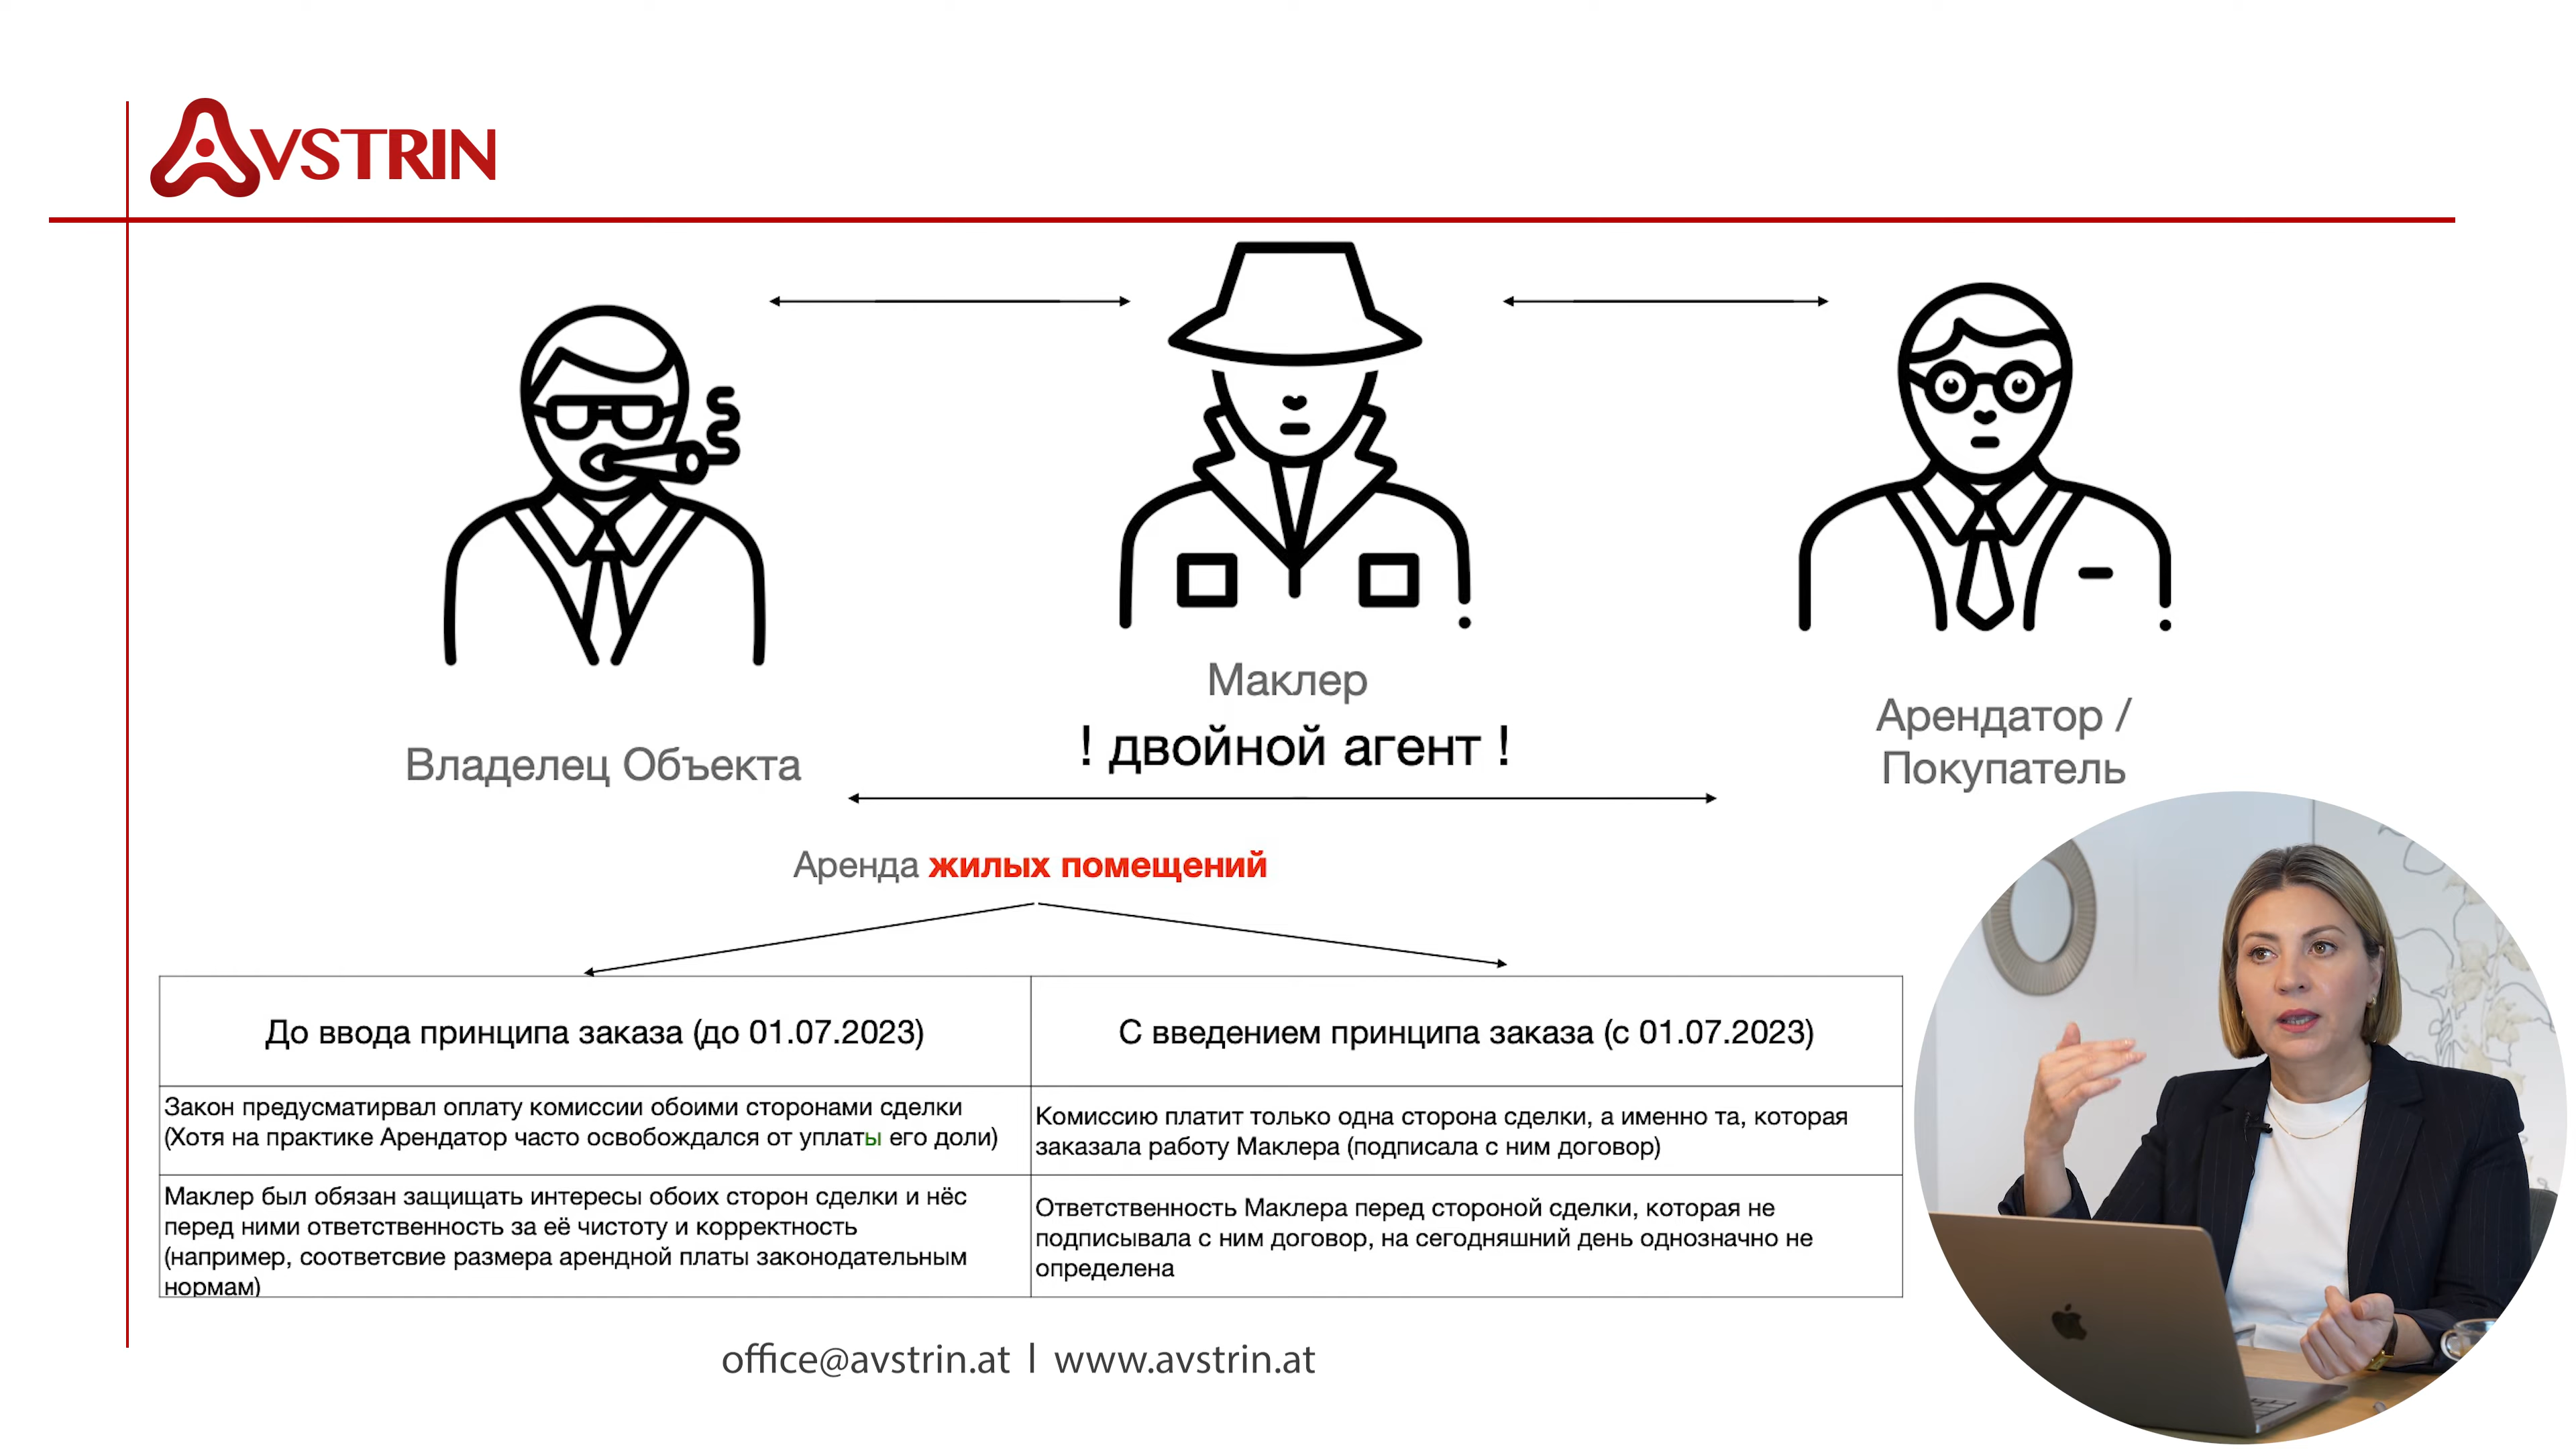 AVSTRIN
Маклер
! двойной агент !
Владелец Объекта
Арендатор /
Покупатель
Аренда жилых помещений
До ввода принципа заказа (до 01.07.2023)
С введением принципа заказа (с 01.07.2023)
Закон предусматирвал оплату комиссии обоими сторонами сделки
(Хотя на практике Арендатор часто освобождался от уплаты его доли)
Комиссию платит только одна сторона сделки, а именно та, которая
заказала работу Маклера (подписала с ним договор)
Маклер был обязан защищать интересы обоих сторон сделки и нёс
перед ними ответственность за её чистоту и корректность
(например, соответсвие размера арендной платы законодательным
нормам)
Ответственность Маклера перед стороной сделки, которая не
подписывала с ним договор, на сегодняшний день однозначно не
определена
office@avstrin.at | www.avstrin.at